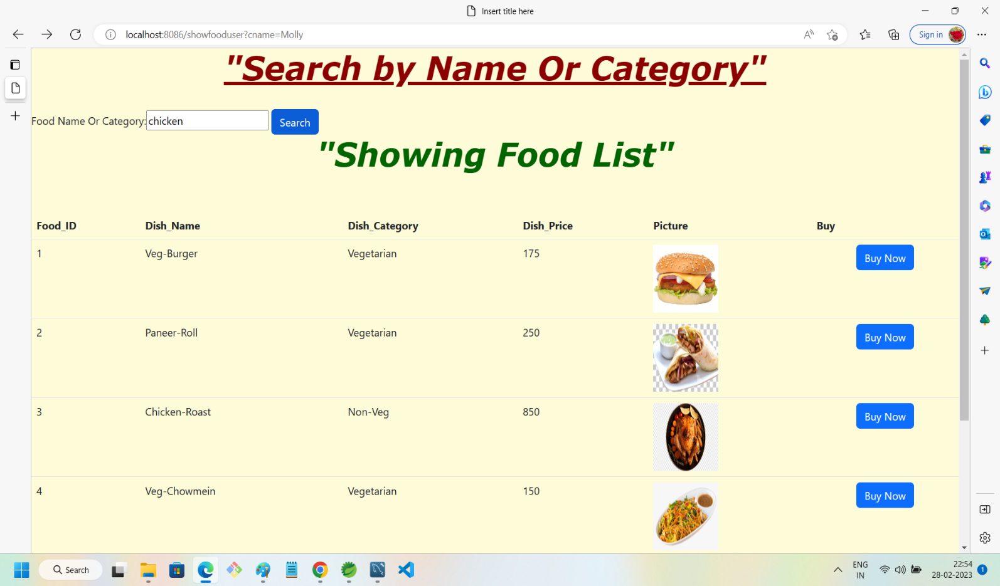 Insert title here
localhost:8086/showfooduser?cname=Molly
Sign in
"Search by Name Or Category"
Food Name Or Category: chicken Search
"Showing Food List"
Food_ID Dish_Name Dish_Category Dish_Price Picture Buy
1 Veg-Burger Vegetarian 175 Buy Now
2 Paneer-Roll Vegetarian 250 Buy Now
3 Chicken-Roast Non-Veg 850 Buy Now
4 Veg-Chowmein Vegetarian 150 Buy Now
Search
ENG
IN
22:54
28-02-2023
1